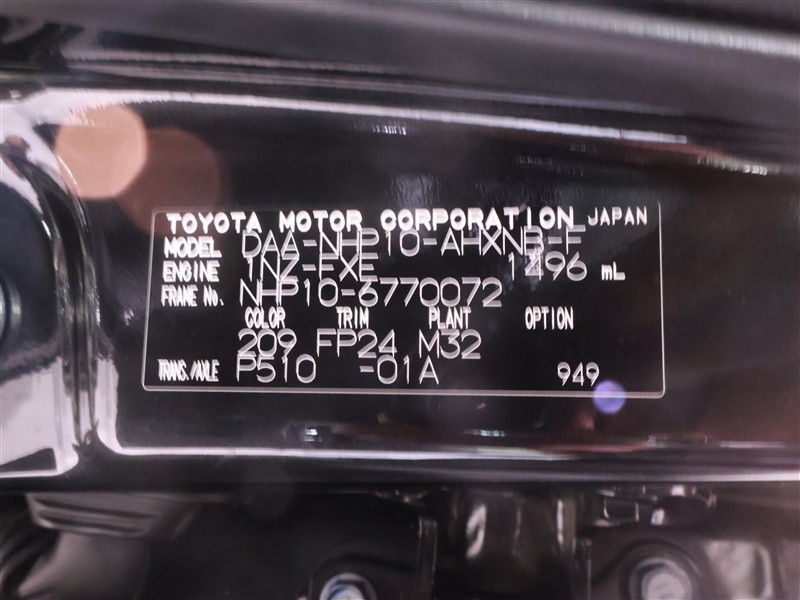 TOYOTA MOTOR CORPORATION JAPAN
MODEL DAA-NHP10-AHXNB-F
ENGINE 1NZ-FXE 1496 mL
FRAME No. NHP10-6770072
COLOR TRIM PLANT OPTION
209 FP24 M32
TRANS./AXLE P510 -01A 949